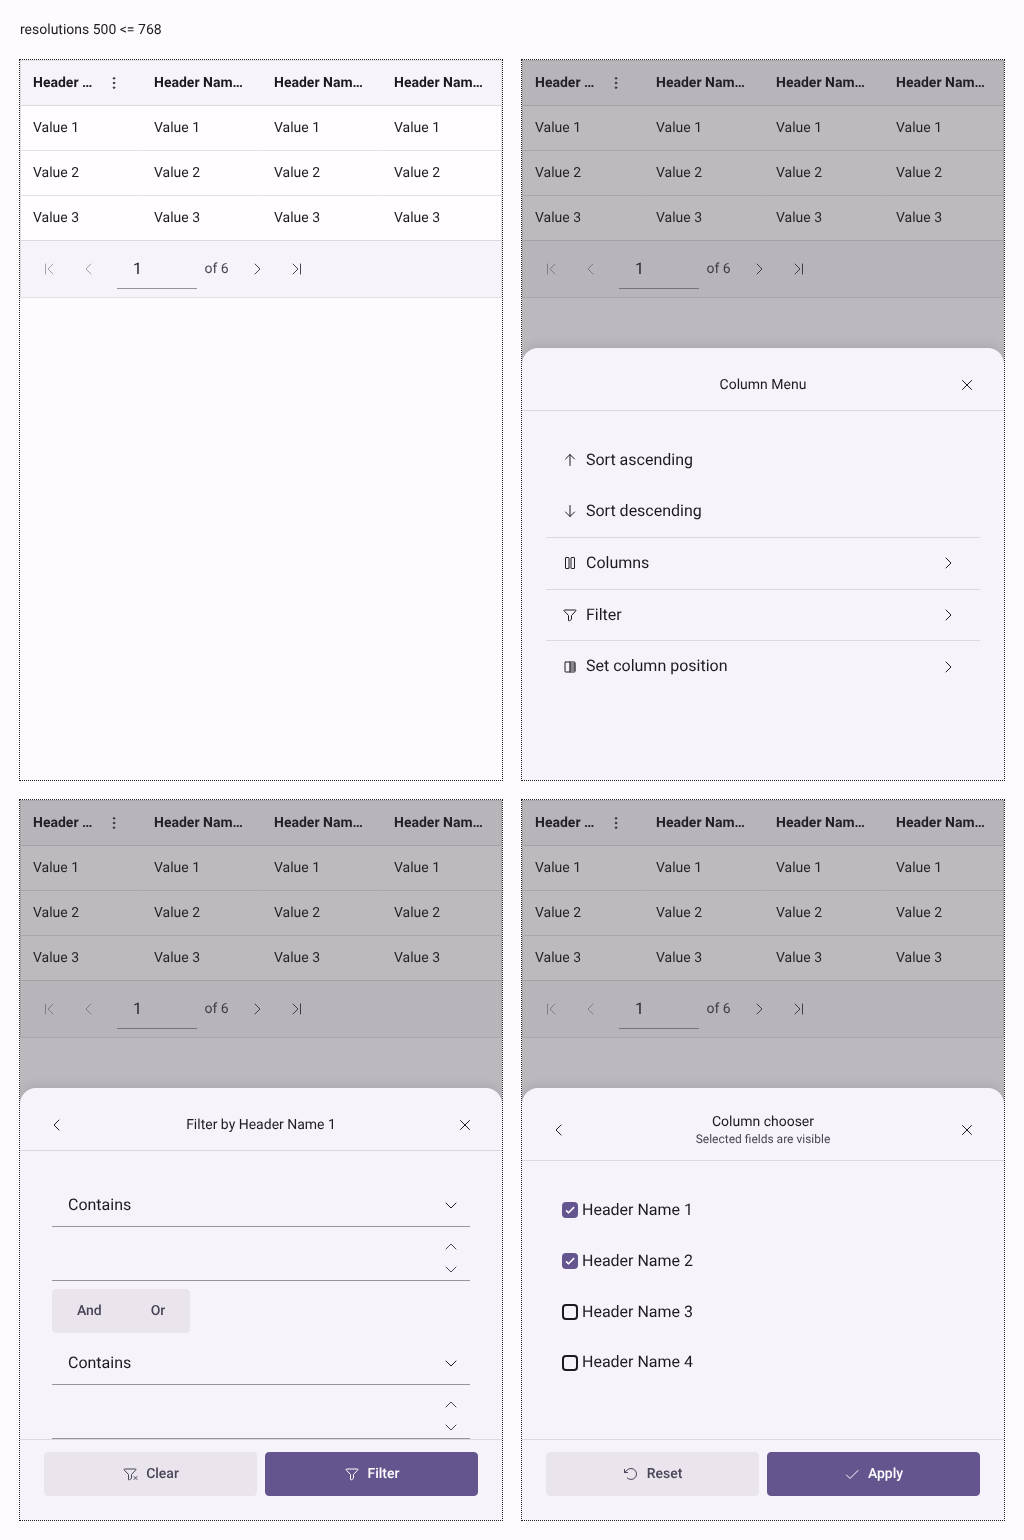 resolutions 500 <= 768
Header ... Header Nam... Header Nam... Header Nam...
Value 1 Value 1 Value 1 Value 1
Value 2 Value 2 Value 2 Value 2
Value 3 Value 3 Value 3 Value 3
1 of 6
Header ... Header Nam... Header Nam... Header Nam...
Value 1 Value 1 Value 1 Value 1
Value 2 Value 2 Value 2 Value 2
Value 3 Value 3 Value 3 Value 3
1 of 6
Column Menu
Sort ascending
Sort descending
Columns
Filter
Set column position
Header ... Header Nam... Header Nam... Header Nam...
Value 1 Value 1 Value 1 Value 1
Value 2 Value 2 Value 2 Value 2
Value 3 Value 3 Value 3 Value 3
1 of 6
Filter by Header Name 1
Contains
And Or
Contains
Clear Filter
Header ... Header Nam... Header Nam... Header Nam...
Value 1 Value 1 Value 1 Value 1
Value 2 Value 2 Value 2 Value 2
Value 3 Value 3 Value 3 Value 3
1 of 6
Column chooser
Selected fields are visible
Header Name 1
Header Name 2
Header Name 3
Header Name 4
Reset Apply